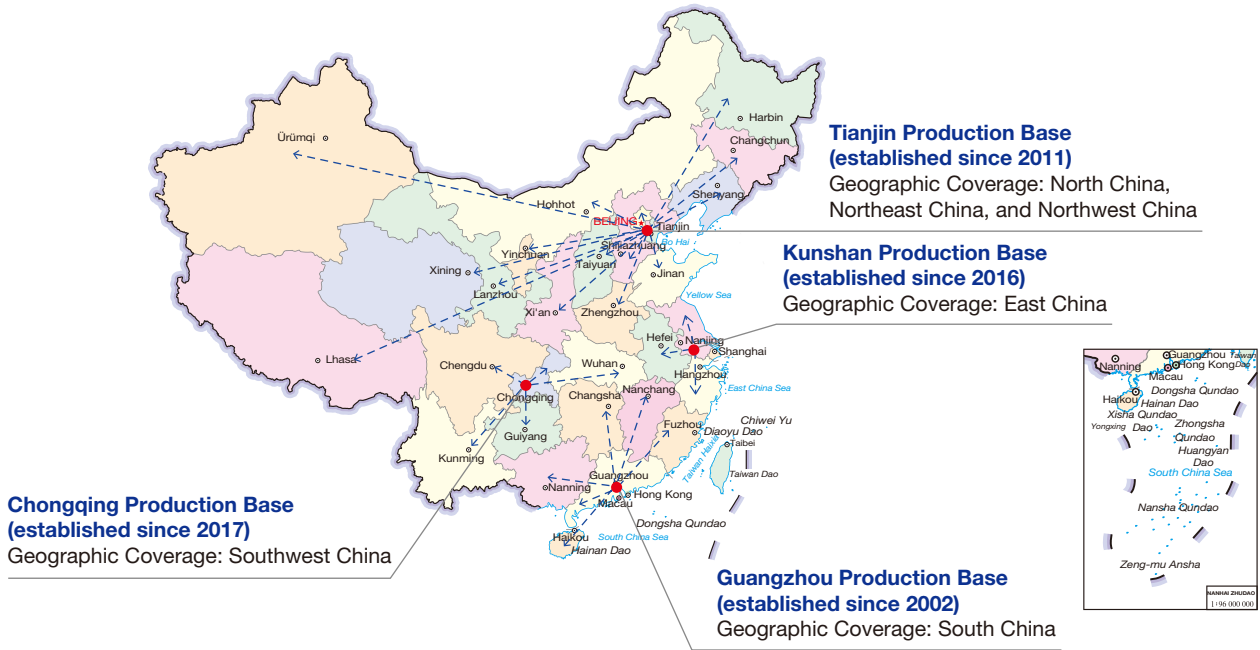 Harbin
Ürümqi
Changchun
Shenyang
Hohhot
BEIJING
Tianjin
Bo Hai
Shijiazhuang
Yinchuan
Taiyuan
Xining
Jinan
Lanzhou
Yellow Sea
Xi'an
Zhengzhou
Hefei
Nanjing
Shanghai
Lhasa
Chengdu
Wuhan
Hangzhou
East China Sea
Chongqing
Changsha
Nanchang
Guiyang
Fuzhou
Chiwei Yu
Diaoyu Dao
Taibei
Kunming
Taiwan Haixia
Taiwan Dao
Guangzhou
Nanning
Hong Kong
Macau
Dongsha Qundao
Haikou
South China Sea
Hainan Dao
Tianjin Production Base
(established since 2011)
Geographic Coverage: North China,
Northeast China, and Northwest China
Kunshan Production Base
(established since 2016)
Geographic Coverage: East China
Chongqing Production Base
(established since 2017)
Geographic Coverage: Southwest China
Guangzhou Production Base
(established since 2002)
Geographic Coverage: South China
Guangzhou
Taiwan
Dao
Nanning
Hong Kong
Macau
Dongsha Qundao
Haikou
Hainan Dao
Xisha Qundao
Yongxing
Dao
Zhongsha
Qundao
Huangyan
Dao
South China Sea
Nansha Qundao
Zeng-mu Ansha
NANHAI ZHUDAO
1:96 000 000